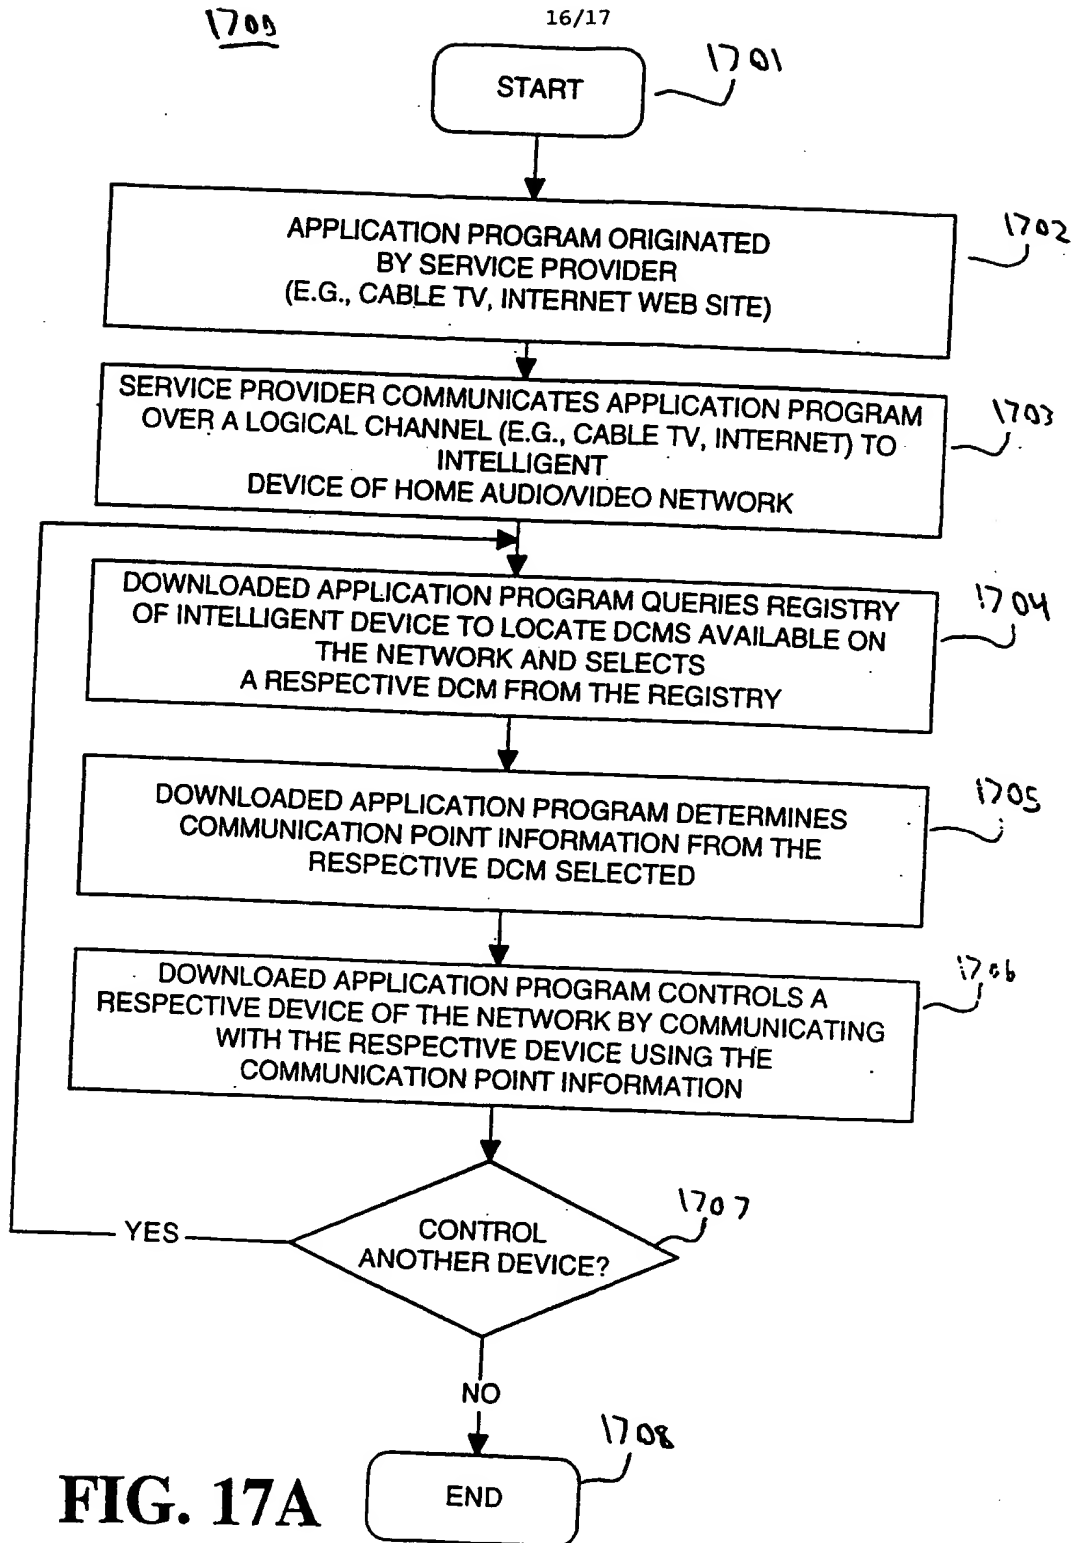 1700
16/17
START
1701
APPLICATION PROGRAM ORIGINATED
BY SERVICE PROVIDER
(E.G., CABLE TV, INTERNET WEB SITE)
1702
SERVICE PROVIDER COMMUNICATES APPLICATION PROGRAM
OVER A LOGICAL CHANNEL (E.G., CABLE TV, INTERNET) TO
INTELLIGENT
DEVICE OF HOME AUDIO/VIDEO NETWORK
1703
DOWNLOADED APPLICATION PROGRAM QUERIES REGISTRY
OF INTELLIGENT DEVICE TO LOCATE DCMS AVAILABLE ON
THE NETWORK AND SELECTS
A RESPECTIVE DCM FROM THE REGISTRY
1704
DOWNLOADED APPLICATION PROGRAM DETERMINES
COMMUNICATION POINT INFORMATION FROM THE
RESPECTIVE DCM SELECTED
1705
DOWNLOAED APPLICATION PROGRAM CONTROLS A
RESPECTIVE DEVICE OF THE NETWORK BY COMMUNICATING
WITH THE RESPECTIVE DEVICE USING THE
COMMUNICATION POINT INFORMATION
1706
CONTROL
ANOTHER DEVICE?
1707
YES
NO
END
1708
FIG. 17A